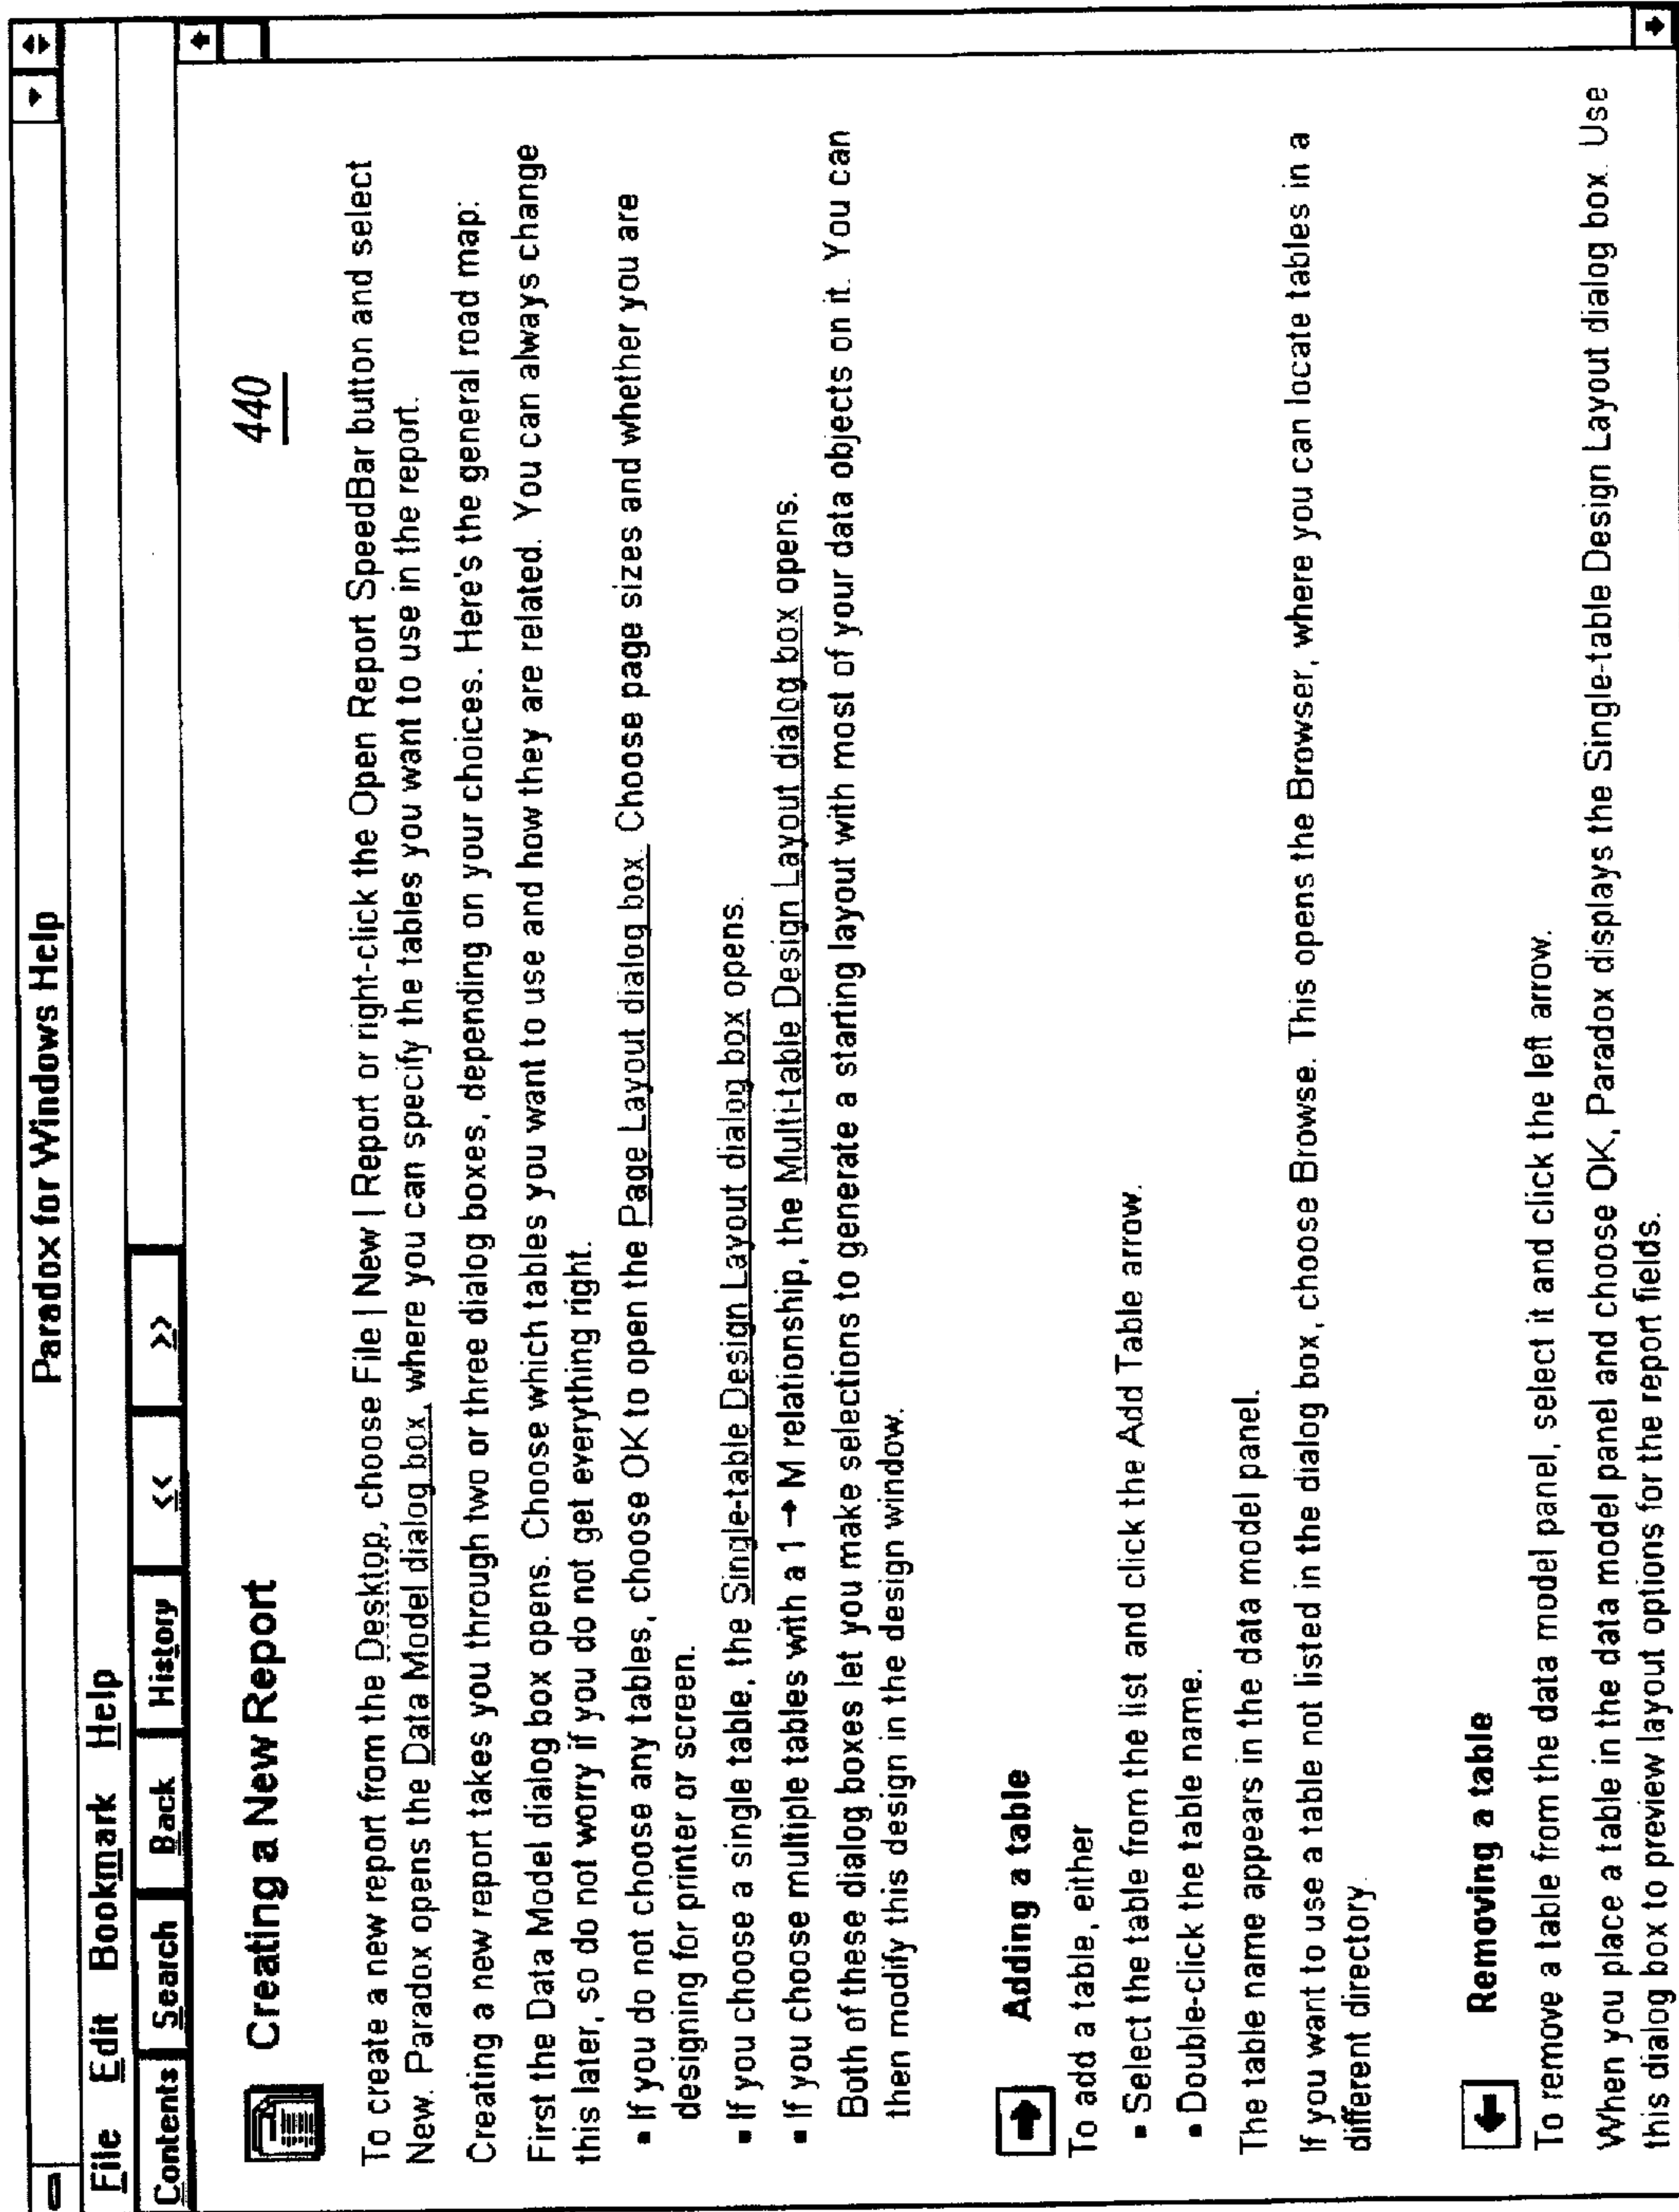 Paradox for Windows Help
File Edit Bookmark Help
Contents Search Back History << >>
Creating a New Report
440
To create a new report from the Desktop, choose File | New | Report or right-click the Open Report SpeedBar button and select
New. Paradox opens the Data Model dialog box, where you can specify the tables you want to use in the report.
Creating a new report takes you through two or three dialog boxes, depending on your choices. Here's the general road map:
First the Data Model dialog box opens. Choose which tables you want to use and how they are related. You can always change
this later, so do not worry if you do not get everything right.
▪ If you do not choose any tables, choose OK to open the Page Layout dialog box. Choose page sizes and whether you are
designing for printer or screen.
▪ If you choose a single table, the Single-table Design Layout dialog box opens.
▪ If you choose multiple tables with a 1 → M relationship, the Multi-table Design Layout dialog box opens.
Both of these dialog boxes let you make selections to generate a starting layout with most of your data objects on it. You can
then modify this design in the design window.
Adding a table
To add a table, either
▪ Select the table from the list and click the Add Table arrow.
▪ Double-click the table name.
The table name appears in the data model panel.
If you want to use a table not listed in the dialog box, choose Browse. This opens the Browser, where you can locate tables in a
different directory.
Removing a table
To remove a table from the data model panel, select it and click the left arrow.
When you place a table in the data model panel and choose OK, Paradox displays the Single-table Design Layout dialog box. Use
this dialog box to preview layout options for the report fields.